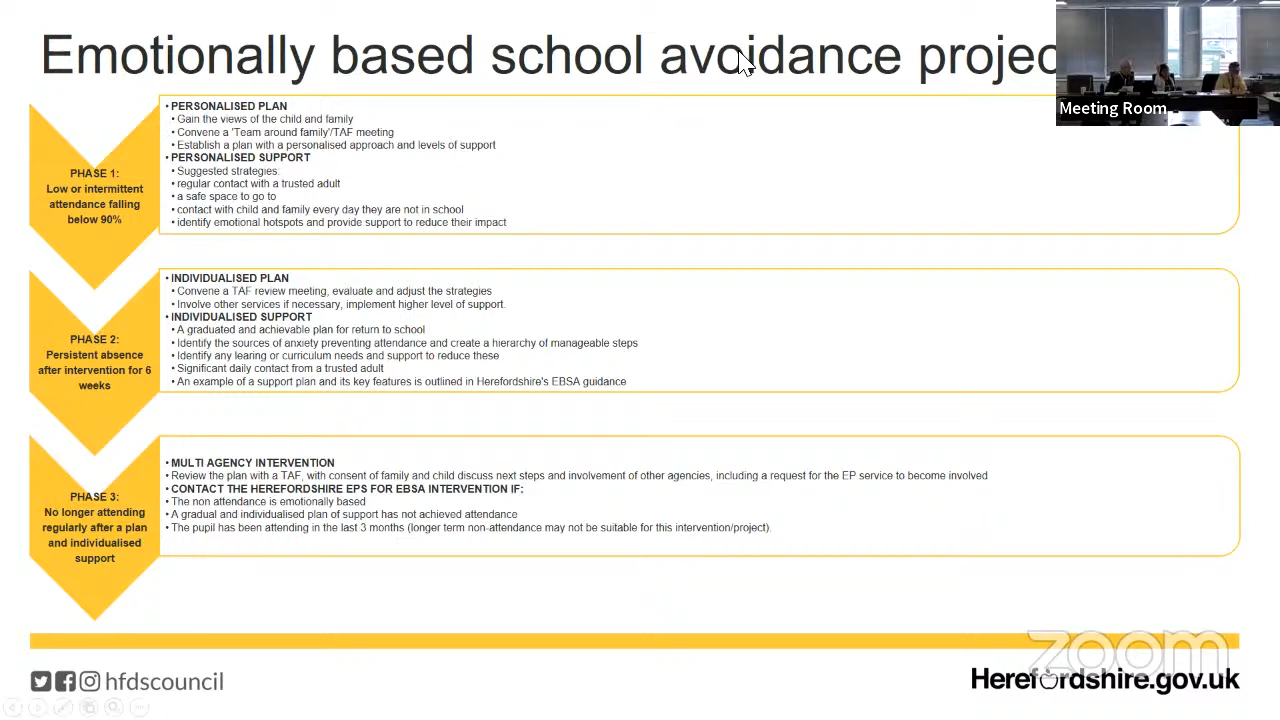 Emotionally based school avoidance projec
Meeting Room
PHASE 1:
Low or intermittent
attendance falling
below 90%
• PERSONALISED PLAN
• Gain the views of the child and family
• Convene a 'Team around family'/TAF meeting
• Establish a plan with a personalised approach and levels of support
• PERSONALISED SUPPORT
• Suggested strategies:
• regular contact with a trusted adult
• a safe space to go to
• contact with child and family every day they are not in school
• identify emotional hotspots and provide support to reduce their impact
PHASE 2:
Persistent absence
after intervention for 6
weeks
• INDIVIDUALISED PLAN
• Convene a TAF review meeting, evaluate and adjust the strategies
• Involve other services if necessary, implement higher level of support.
• INDIVIDUALISED SUPPORT
• A graduated and achievable plan for return to school
• Identify the sources of anxiety preventing attendance and create a hierarchy of manageable steps
• Identify any learing or curriculum needs and support to reduce these
• Significant daily contact from a trusted adult
• An example of a support plan and its key features is outlined in Herefordshire's EBSA guidance
PHASE 3:
No longer attending
regularly after a plan
and individualised
support
• MULTI AGENCY INTERVENTION
• Review the plan with a TAF, with consent of family and child discuss next steps and involvement of other agencies, including a request for the EP service to become involved
• CONTACT THE HEREFORDSHIRE EPS FOR EBSA INTERVENTION IF:
• The non attendance is emotionally based
• A gradual and individualised plan of support has not achieved attendance
• The pupil has been attending in the last 3 months (longer term non-attendance may not be suitable for this intervention/project).
zoom
hfdscouncil
Herefordshire.gov.uk